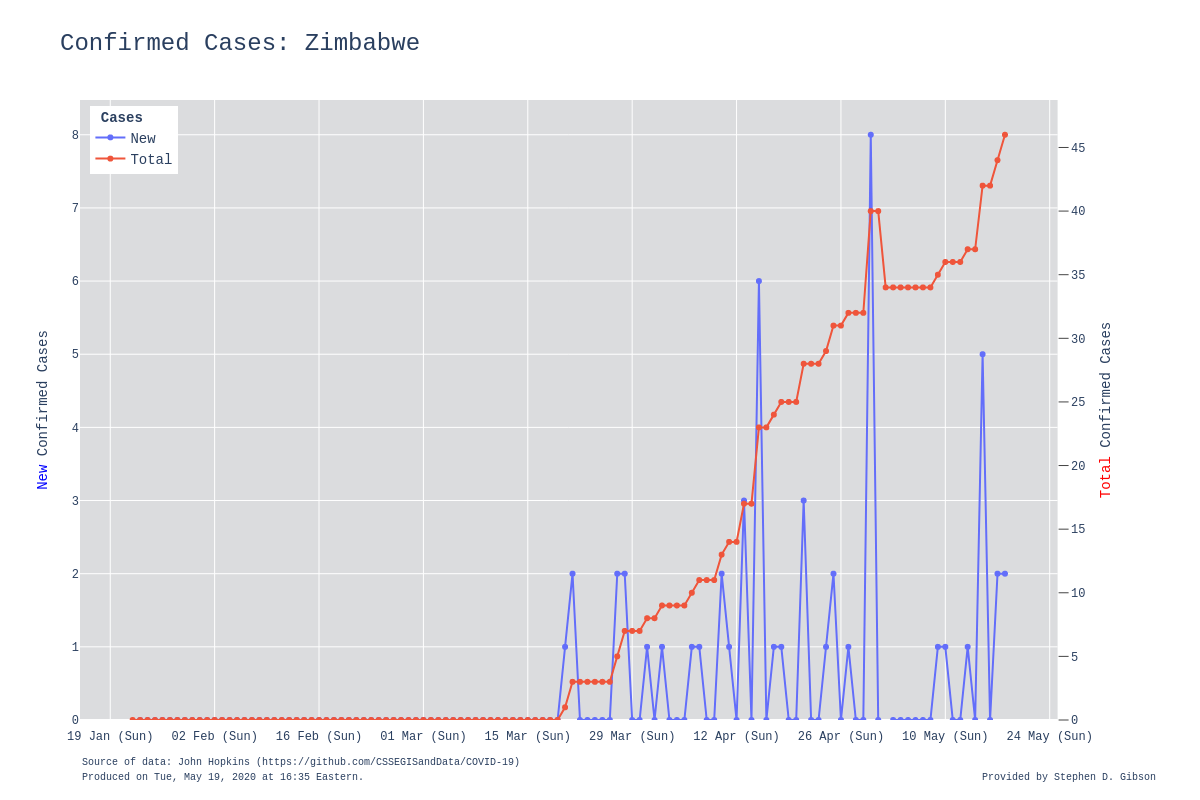 Confirmed Cases: Zimbabwe
Cases
New
Total
8
7
6
5
4
3
2
1
0
45
40
35
30
25
20
15
10
5
0
New Confirmed Cases
Total Confirmed Cases
19 Jan (Sun) 02 Feb (Sun) 16 Feb (Sun) 01 Mar (Sun) 15 Mar (Sun) 29 Mar (Sun) 12 Apr (Sun) 26 Apr (Sun) 10 May (Sun) 24 May (Sun)
Source of data: John Hopkins (https://github.com/CSSEGISandData/COVID-19)
Produced on Tue, May 19, 2020 at 16:35 Eastern.
Provided by Stephen D. Gibson